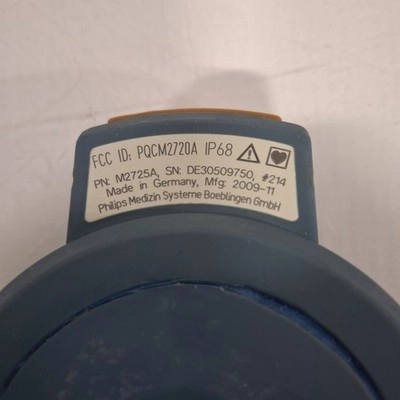 FCC ID: PQCM2720A IP68
PN: M2725A, SN: DE30509750, #214
Made in Germany, Mfg: 2009-11
Philips Medizin Systeme Boeblingen GmbH